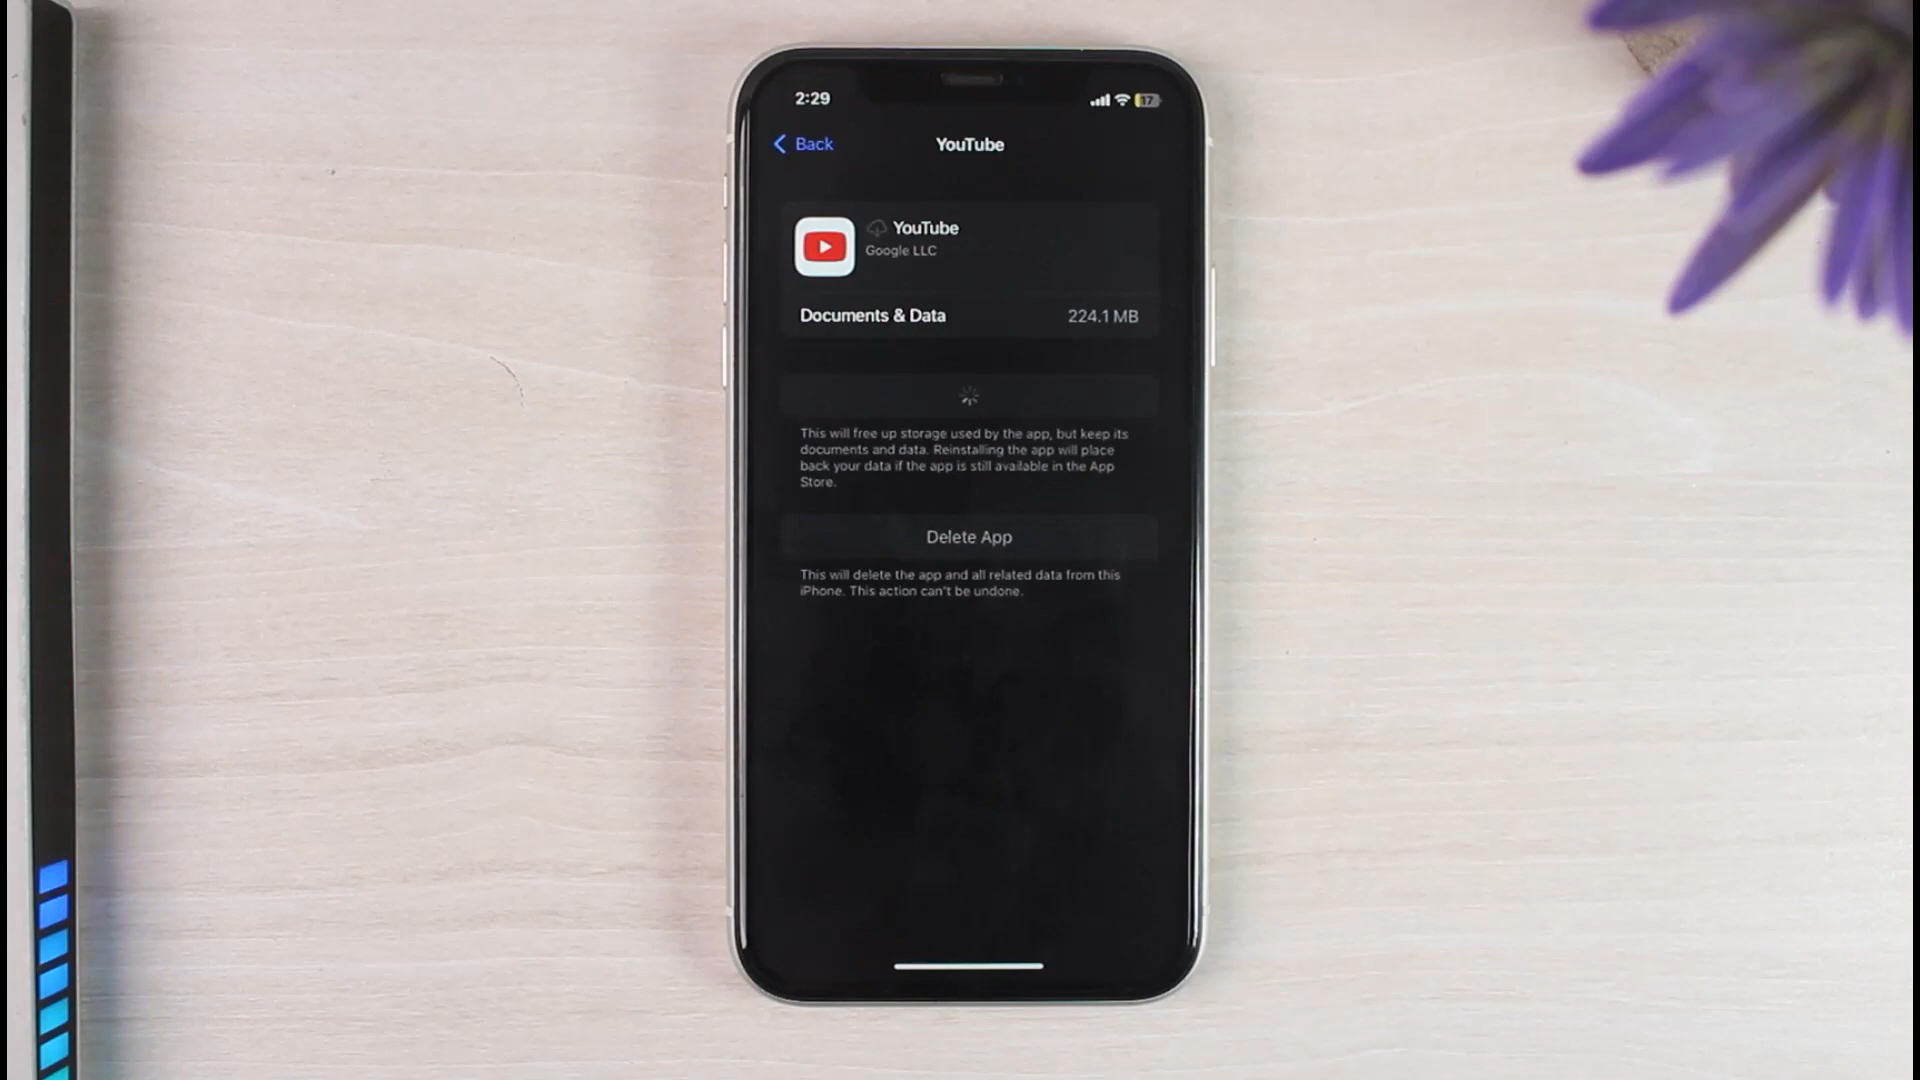 2:29
17
Back
YouTube
YouTube
Google LLC
Documents & Data
224.1 MB
This will free up storage used by the app, but keep its
documents and data. Reinstalling the app will place
back your data if the app is still available in the App
Store.
Delete App
This will delete the app and all related data from this
iPhone. This action can't be undone.